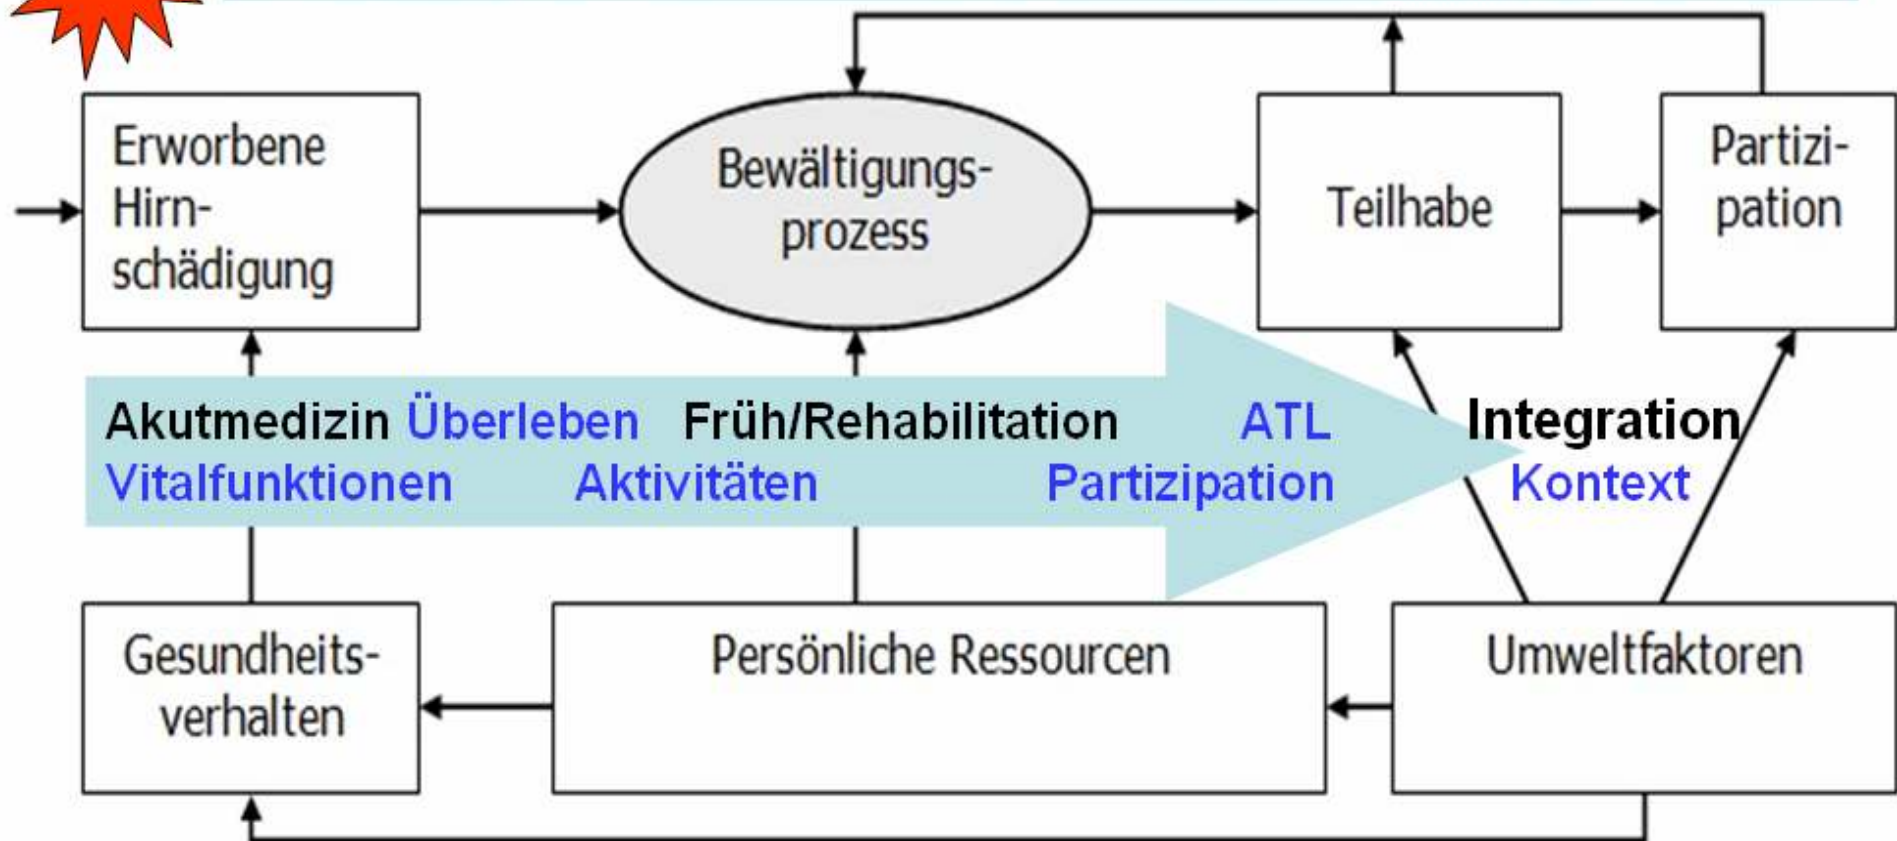 Erworbene
Hirn-
schädigung
Bewältigungs-
prozess
Teilhabe
Partizi-
pation
Akutmedizin Überleben Früh/Rehabilitation ATL Integration
Vitalfunktionen Aktivitäten Partizipation Kontext
Gesundheits-
verhalten
Persönliche Ressourcen
Umweltfaktoren